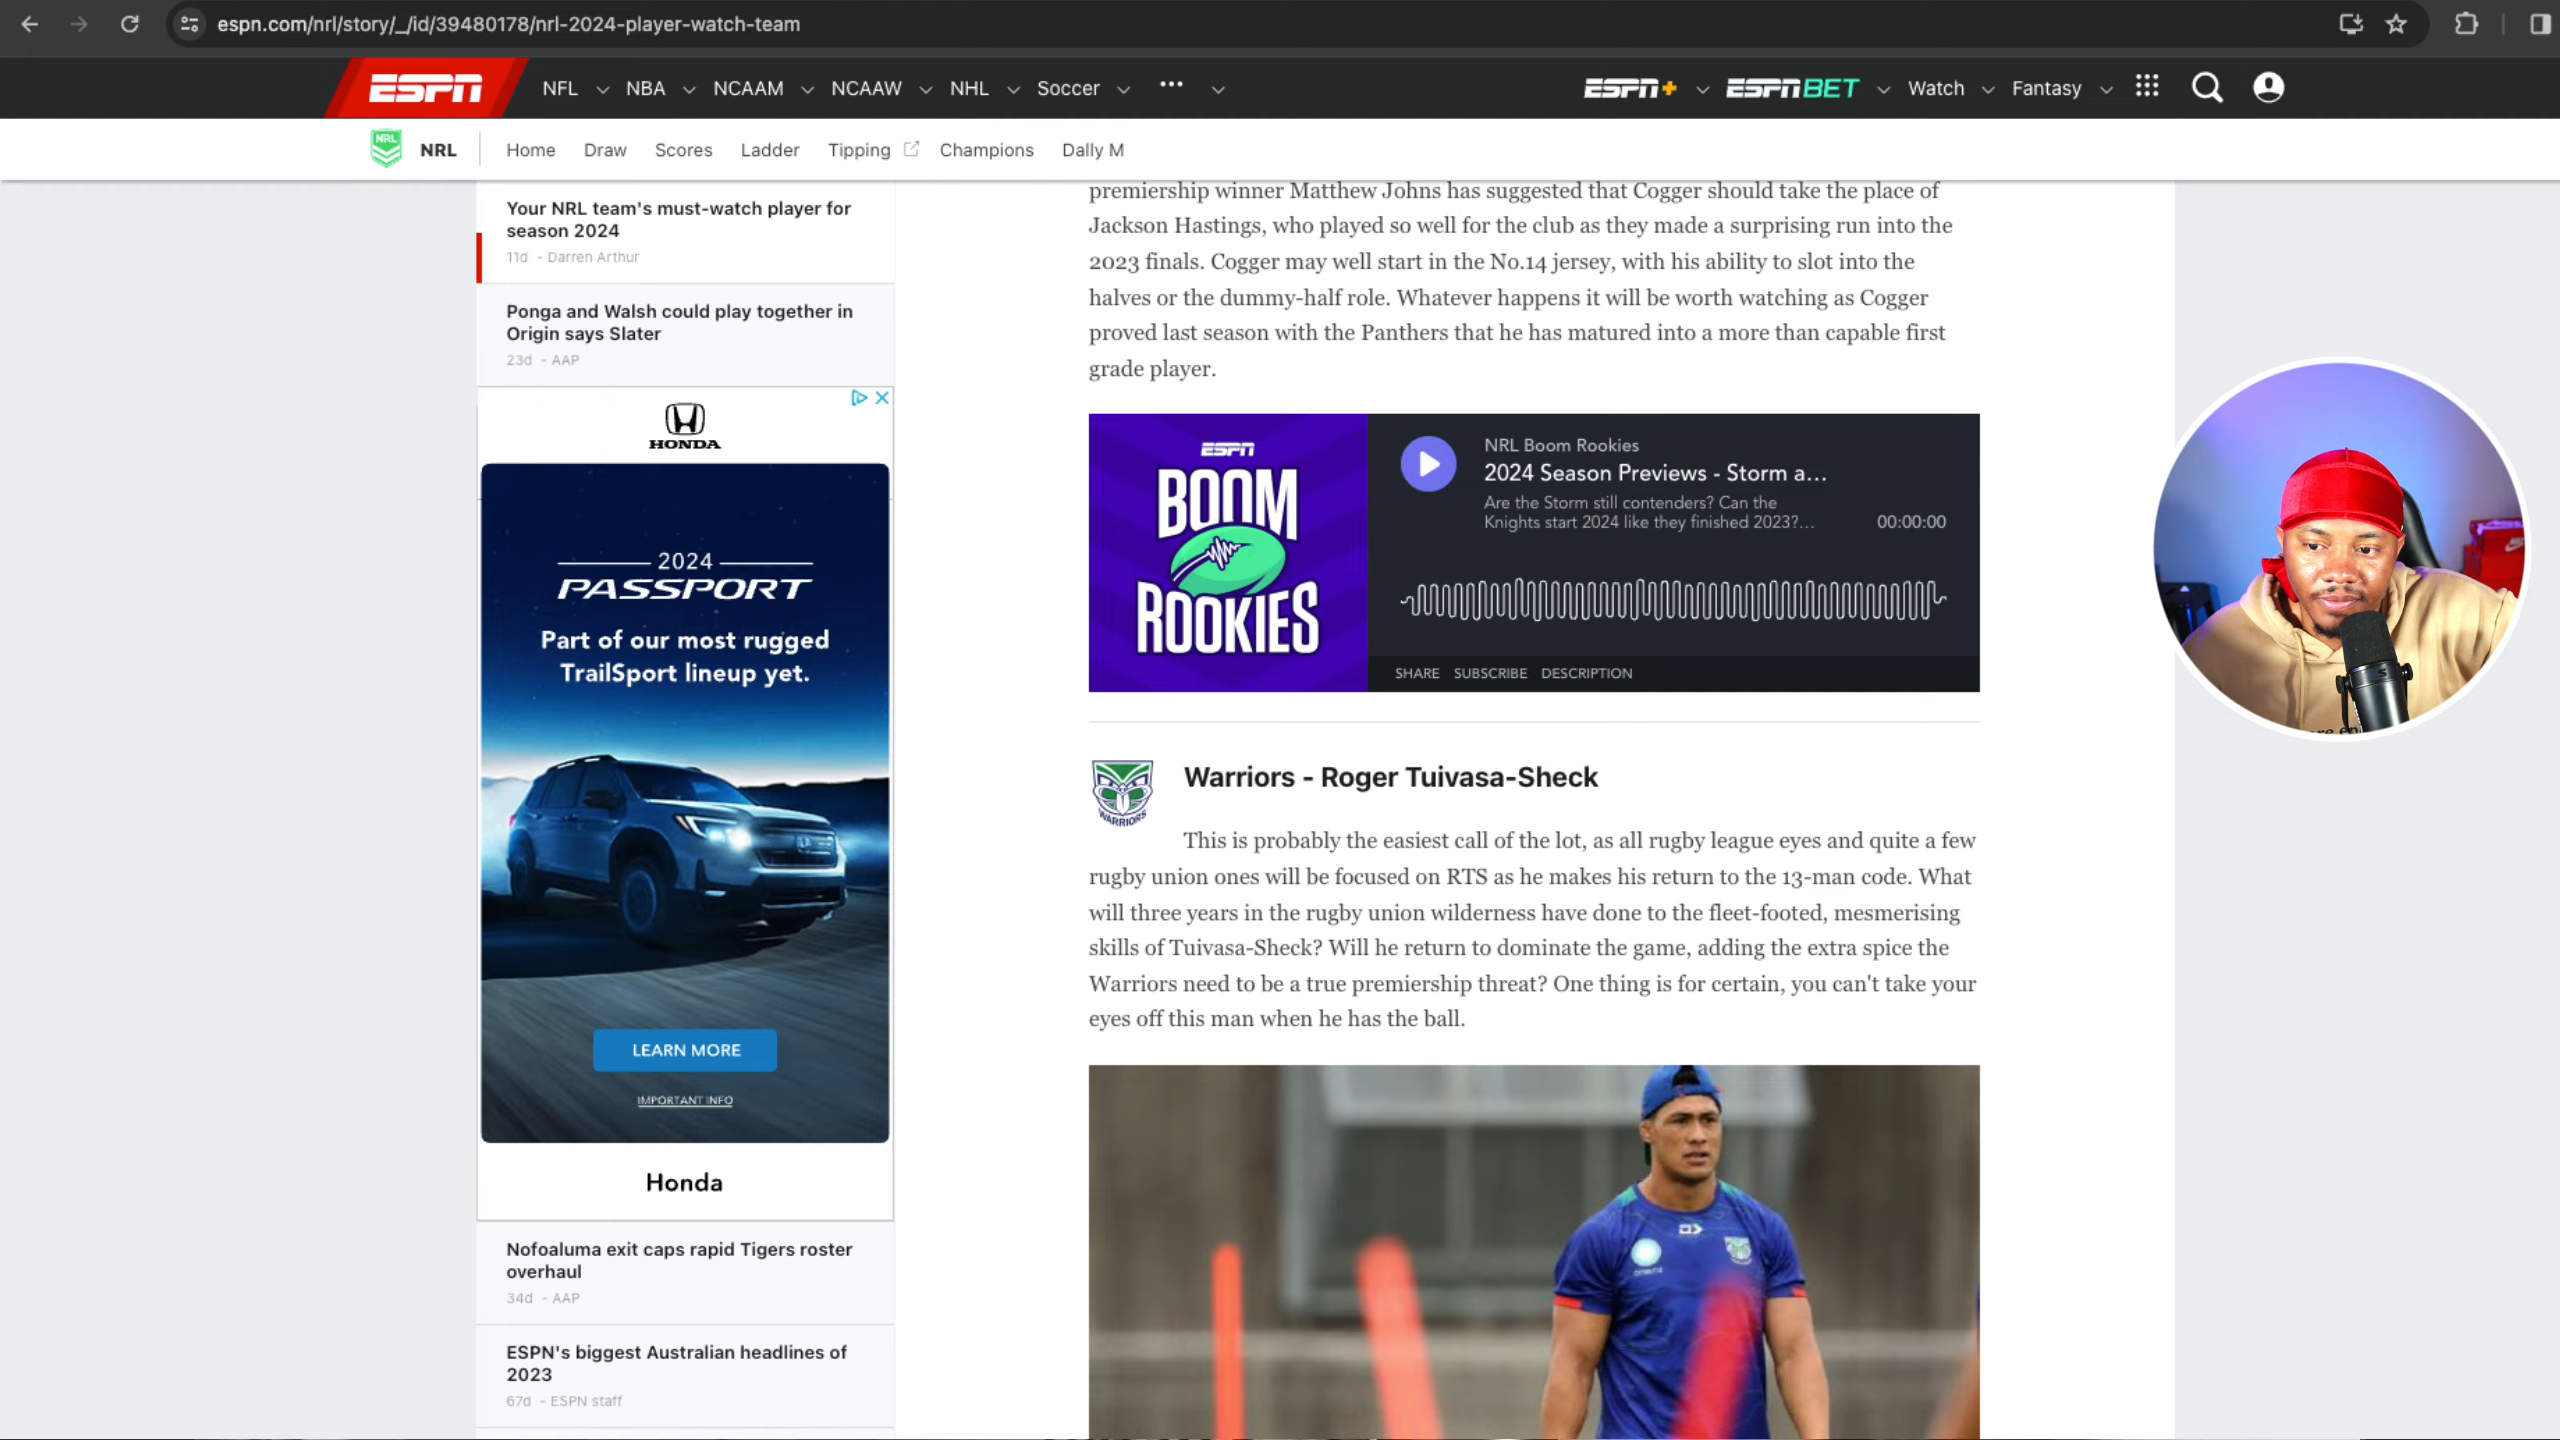 espn.com/nrl/story/_/id/39480178/nrl-2024-player-watch-team
ESPN NFL NBA NCAAM NCAAW NHL Soccer ••• ESPN+ ESPN BET Watch Fantasy
NRL NRL Home Draw Scores Ladder Tipping Champions Dally M
Your NRL team's must-watch player for
season 2024
11d - Darren Arthur
Ponga and Walsh could play together in
Origin says Slater
23d - AAP
HONDA
2024
PASSPORT
Part of our most rugged
TrailSport lineup yet.
LEARN MORE
IMPORTANT INFO
Honda
Nofoaluma exit caps rapid Tigers roster
overhaul
34d - AAP
ESPN's biggest Australian headlines of
2023
67d - ESPN staff
premiership winner Matthew Johns has suggested that Cogger should take the place of
Jackson Hastings, who played so well for the club as they made a surprising run into the
2023 finals. Cogger may well start in the No.14 jersey, with his ability to slot into the
halves or the dummy-half role. Whatever happens it will be worth watching as Cogger
proved last season with the Panthers that he has matured into a more than capable first
grade player.
ESPN
BOOM
ROOKIES
NRL Boom Rookies
2024 Season Previews - Storm a...
Are the Storm still contenders? Can the
Knights start 2024 like they finished 2023?...
00:00:00
SHARE SUBSCRIBE DESCRIPTION
WARRIORS
Warriors - Roger Tuivasa-Sheck
This is probably the easiest call of the lot, as all rugby league eyes and quite a few
rugby union ones will be focused on RTS as he makes his return to the 13-man code. What
will three years in the rugby union wilderness have done to the fleet-footed, mesmerising
skills of Tuivasa-Sheck? Will he return to dominate the game, adding the extra spice the
Warriors need to be a true premiership threat? One thing is for certain, you can't take your
eyes off this man when he has the ball.